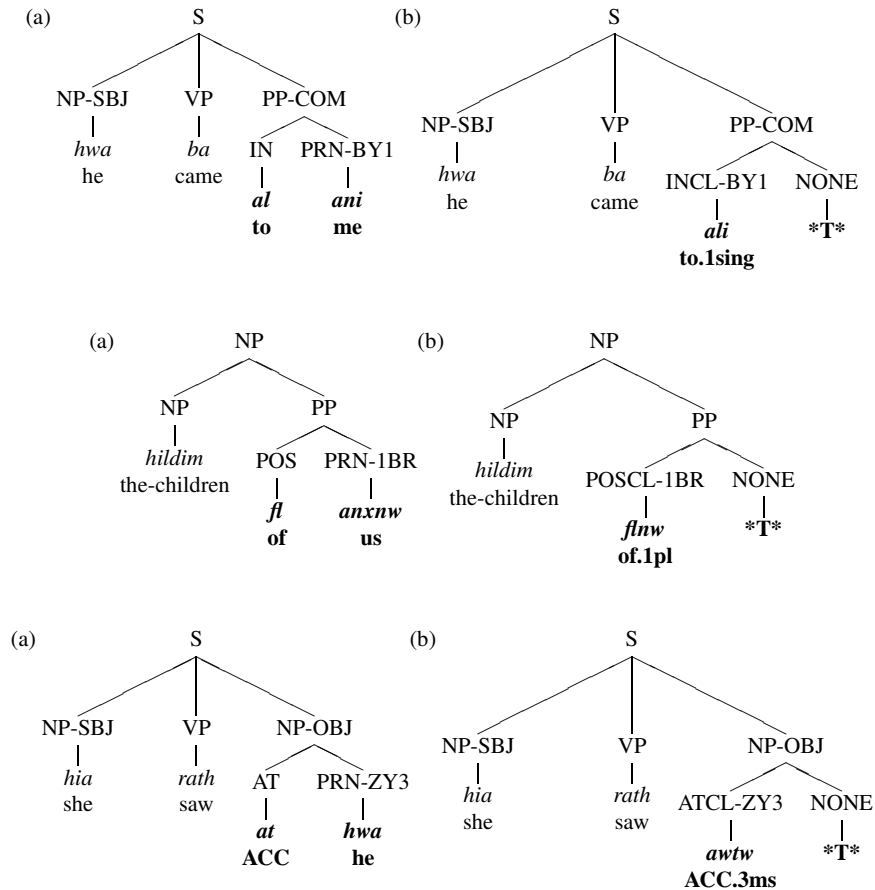 (a) S (b) S
NP-SBJ VP PP-COM
hwa ba IN PRN-BY1
he came al ani
to me
NP-SBJ VP PP-COM
hwa ba INCL-BY1 NONE
he came ali *T*
to.1sing
(a) NP (b) NP
NP PP
hildim POS PRN-1BR
the-children fl anxnw
of us
NP PP
hildim POSCL-1BR NONE
the-children flnw *T*
of.1pl
(a) S (b) S
NP-SBJ VP NP-OBJ
hia rath AT PRN-ZY3
she saw at hwa
ACC he
NP-SBJ VP NP-OBJ
hia rath ATCL-ZY3 NONE
she saw awtw *T*
ACC.3ms